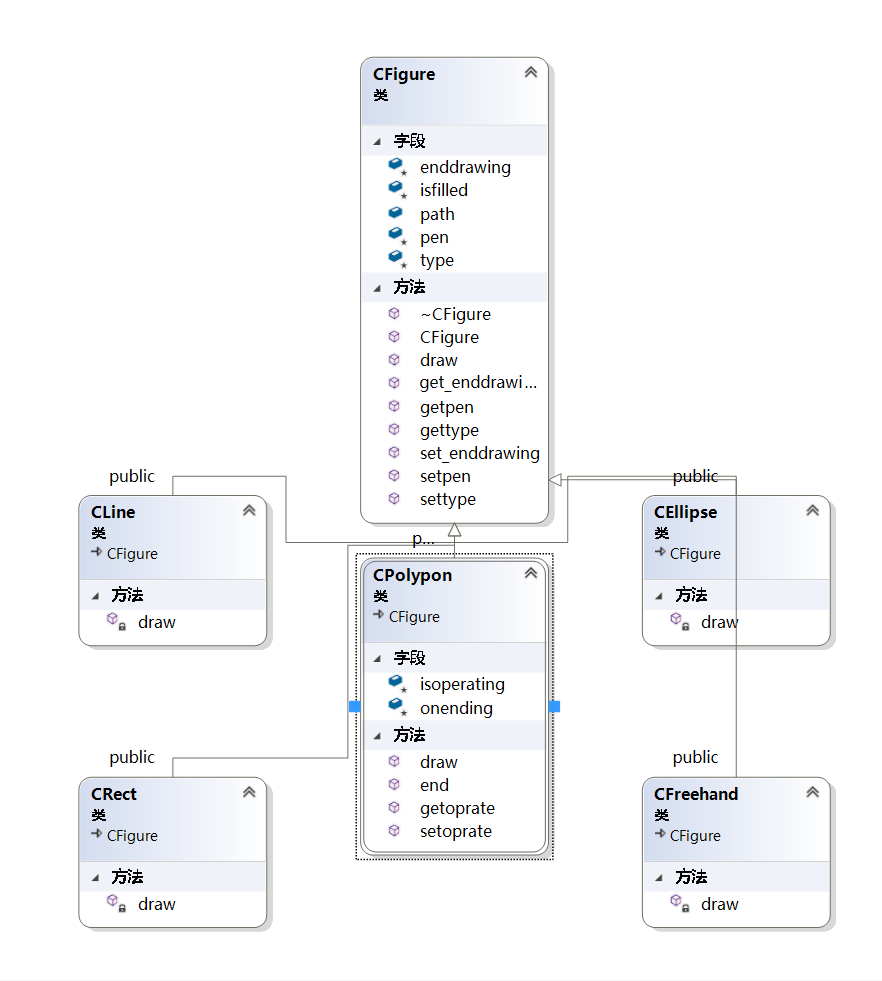 CFigure
类
字段
enddrawing
isfilled
path
pen
type
方法
~CFigure
CFigure
draw
get_enddrawi...
getpen
gettype
set_enddrawing
setpen
settype
public
CLine
类
CFigure
方法
draw
p...
CPolypon
类
CFigure
字段
isoperating
onending
方法
draw
end
getoprate
setoprate
public
CEllipse
类
CFigure
方法
draw
public
CRect
类
CFigure
方法
draw
public
CFreehand
类
CFigure
方法
draw